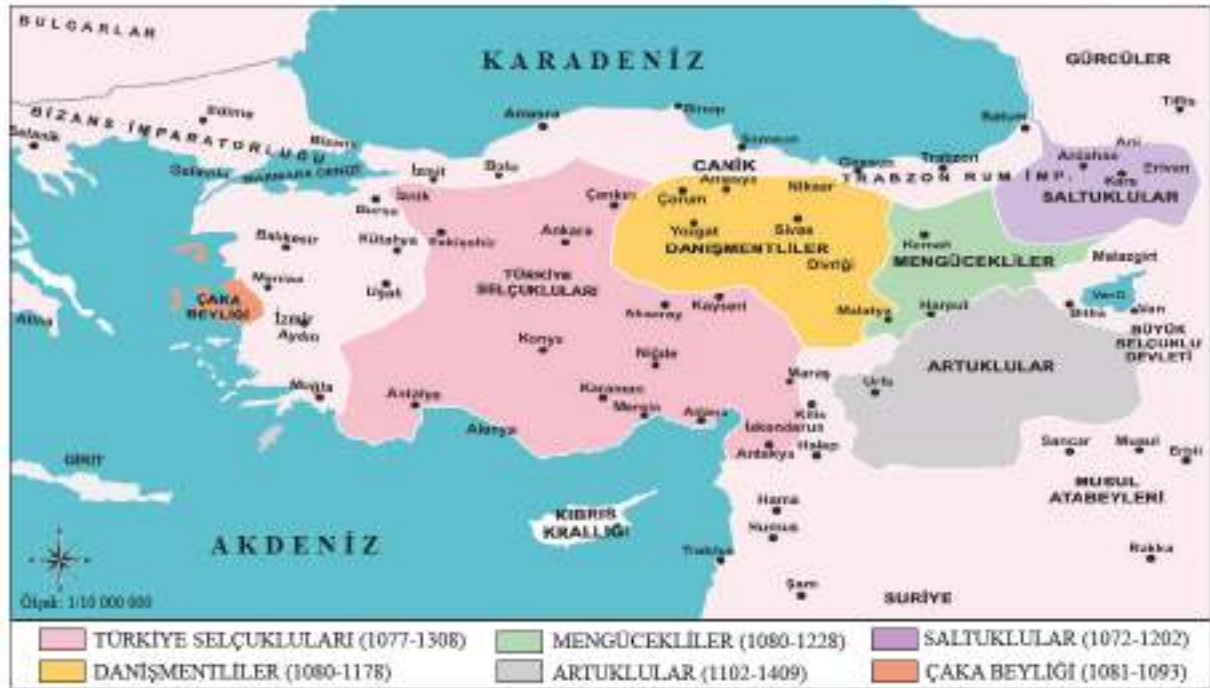 BULGARLAR
KARADENİZ
GÜRCÜLER
Edirne
Tiflis
BİZANS İMPARATORLUĞU
Selanik
Bizans
Amasra
Sinop
Batum
Ani
Samsun
Ardahan
Erivan
Kars
MARMARA DENİZİ
İzmit
Bolu
CANİK
Giresun
Trabzon
TRABZON RUM İMP.
SALTUKLULAR
İznik
Bursa
Çankırı
Çorum
Amasya
Niksar
Balıkesir
Kütahya
Eskişehir
Ankara
Yozgat
Sivas
DANIŞMENTLİLER
Kemah
MENGÜCEKLİLER
Malazgirt
Divriği
Manisa
Uşak
TÜRKİYE
SELÇUKLULARI
ÇAKA
BEYLİĞİ
Aksaray
Kayseri
Malatya
Harput
Bitlis
Van
BÜYÜK
SELÇUKLU
DEVLETİ
İzmir
Aydın
Konya
Niğde
ARTUKLULAR
Maraş
Urfa
Muğla
Antalya
Karaman
Mersin
Adana
Kilis
Alanya
İskenderun
Antakya
Halep
Sancar
Musul
Erbil
GİRİT
MUSUL
ATABEYLERİ
KIBRIS
KRALLIĞI
Hama
Humus
AKDENİZ
Rakka
Şam
SURİYE
Ölçek: 1/10 000 000
TÜRKİYE SELÇUKLULARI (1077-1308)
MENGÜCEKLİLER (1080-1228)
SALTUKLULAR (1072-1202)
DANİŞMENTLİLER (1080-1178)
ARTUKLULAR (1102-1409)
ÇAKA BEYLİĞİ (1081-1093)